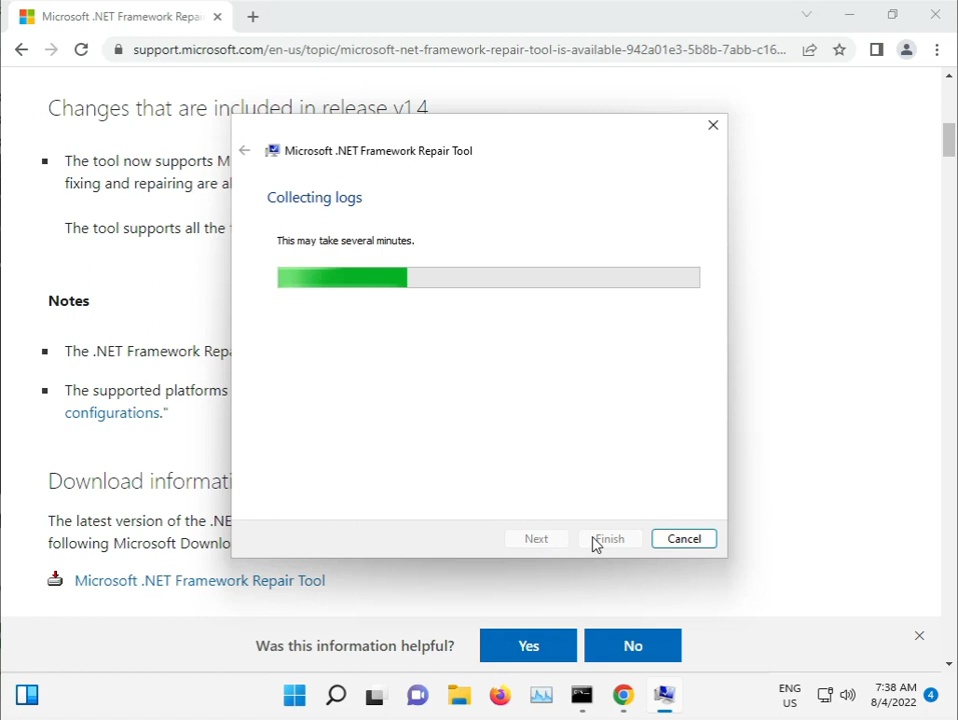 Microsoft .NET Framework Repa
support.microsoft.com/en-us/topic/microsoft-net-framework-repair-tool-is-available-942a01e3-5b8b-7abb-c16...
Changes that are included in release v1.4
The tool now supports M
fixing and repairing are al
The tool supports all the
Notes
The .NET Framework Repa
The supported platforms
configurations."
Download informati
The latest version of the .NE
following Microsoft Downlo
Microsoft .NET Framework Repair Tool
Microsoft .NET Framework Repair Tool
Collecting logs
This may take several minutes.
Next
Finish
Cancel
Was this information helpful?
Yes
No
ENG
US
7:38 AM
8/4/2022
4